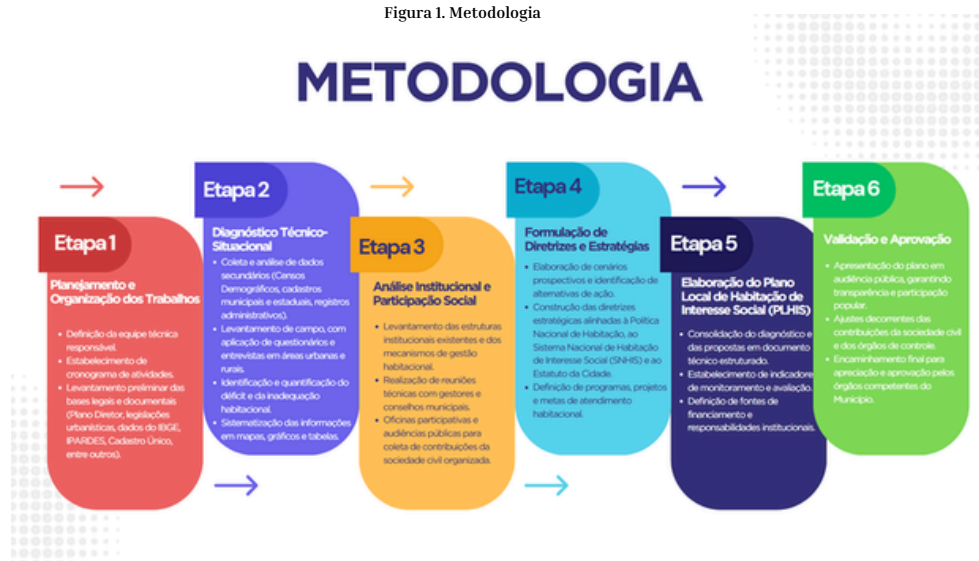 Figura 1. Metodologia
METODOLOGIA
Etapa 1
Planejamento e
Organização dos Trabalhos
• Definição da equipe técnica
responsável.
• Estabelecimento de
cronograma de atividades.
• Levantamento preliminar das
bases legais e documentais
(Plano Diretor, legislações
urbanísticas, dados do IBGE,
IPARDES, Cadastro Único,
entre outros).
Etapa 2
Diagnóstico Técnico-
Situacional
• Coleta e análise de dados
secundários (Censos
Demográficos, cadastros
municipais e estaduais, registros
administrativos).
• Levantamento de campo, com
aplicação de questionários e
entrevistas em áreas urbanas e
rurais.
• Identificação e quantificação do
déficit e da inadequação
habitacional.
• Sistematização das informações
em mapas, gráficos e tabelas.
Etapa 3
Análise Institucional e
Participação Social
• Levantamento das estruturas
institucionais existentes e dos
mecanismos de gestão
habitacional.
• Realização de reuniões
técnicas com gestores e
conselhos municipais.
• Oficinas participativas e
audiências públicas para
coleta de contribuições da
sociedade civil organizada.
Etapa 4
Formulação de
Diretrizes e Estratégias
• Elaboração de cenários
prospectivos e identificação de
alternativas de ação.
• Construção das diretrizes
estratégicas alinhadas à Política
Nacional de Habitação, ao
Sistema Nacional de Habitação
de Interesse Social (SNHIS) e ao
Estatuto da Cidade.
• Definição de programas, projetos
e metas de atendimento
habitacional.
Etapa 5
Elaboração do Plano
Local de Habitação de
Interesse Social (PLHIS)
• Consolidação do diagnóstico e
das propostas em documento
técnico estruturado.
• Estabelecimento de indicadores
de monitoramento e avaliação.
• Definição de fontes de
financiamento e
responsabilidades institucionais.
Etapa 6
Validação e Aprovação
• Apresentação do plano em
audiência pública, garantindo
transparência e participação
popular.
• Ajustes decorrentes das
contribuições da sociedade civil
e dos órgãos de controle.
• Encaminhamento final para
apreciação e aprovação pelos
órgãos competentes do
Município.